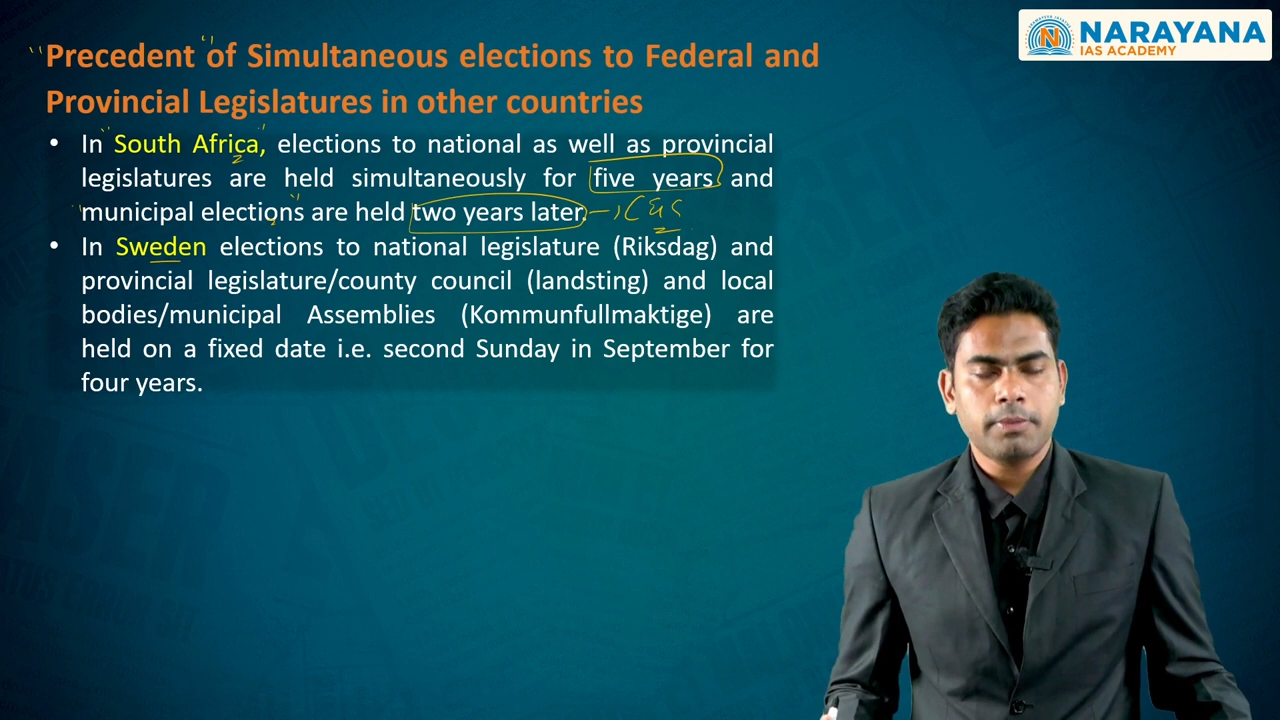 NARAYANA
IAS ACADEMY
Precedent of Simultaneous elections to Federal and
Provincial Legislatures in other countries
• In South Africa, elections to national as well as provincial
legislatures are held simultaneously for five years and
municipal elections are held two years later.
• In Sweden elections to national legislature (Riksdag) and
provincial legislature/county council (landsting) and local
bodies/municipal Assemblies (Kommunfullmaktige) are
held on a fixed date i.e. second Sunday in September for
four years.